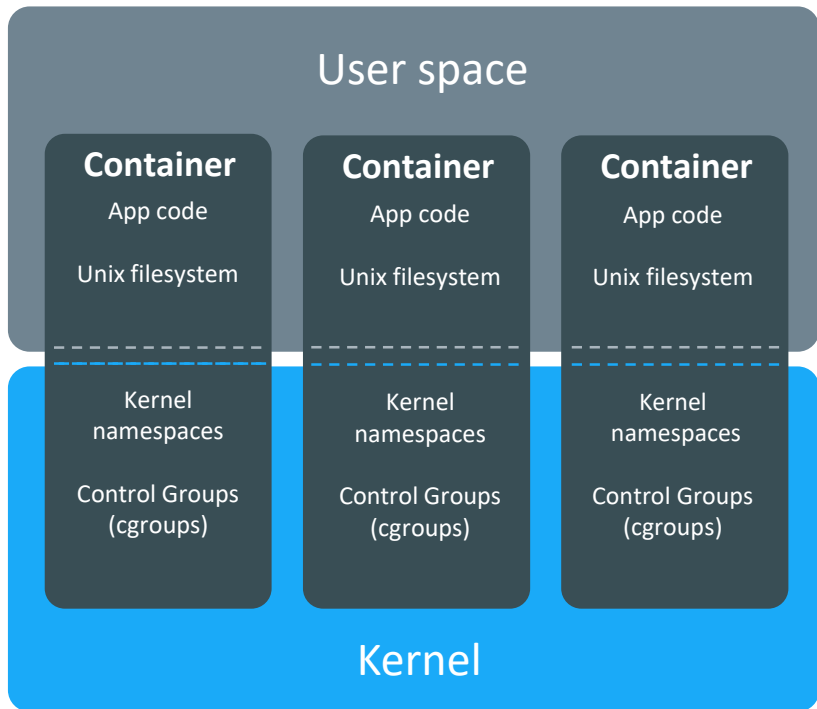 User space
Container
App code
Unix filesystem
Kernel
namespaces
Control Groups
(cgroups)
Container
App code
Unix filesystem
Kernel
namespaces
Control Groups
(cgroups)
Container
App code
Unix filesystem
Kernel
namespaces
Control Groups
(cgroups)
Kernel